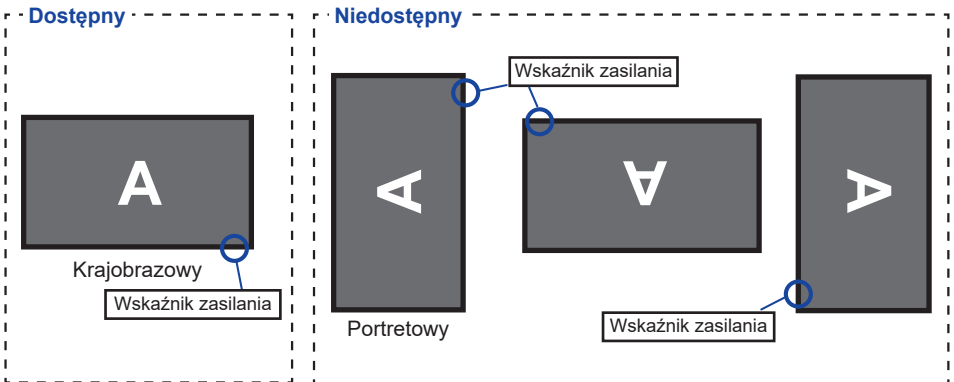 Dostępny
Niedostępny
Wskaźnik zasilania
A
A
A
A
Krajobrazowy
Wskaźnik zasilania
Portretowy
Wskaźnik zasilania